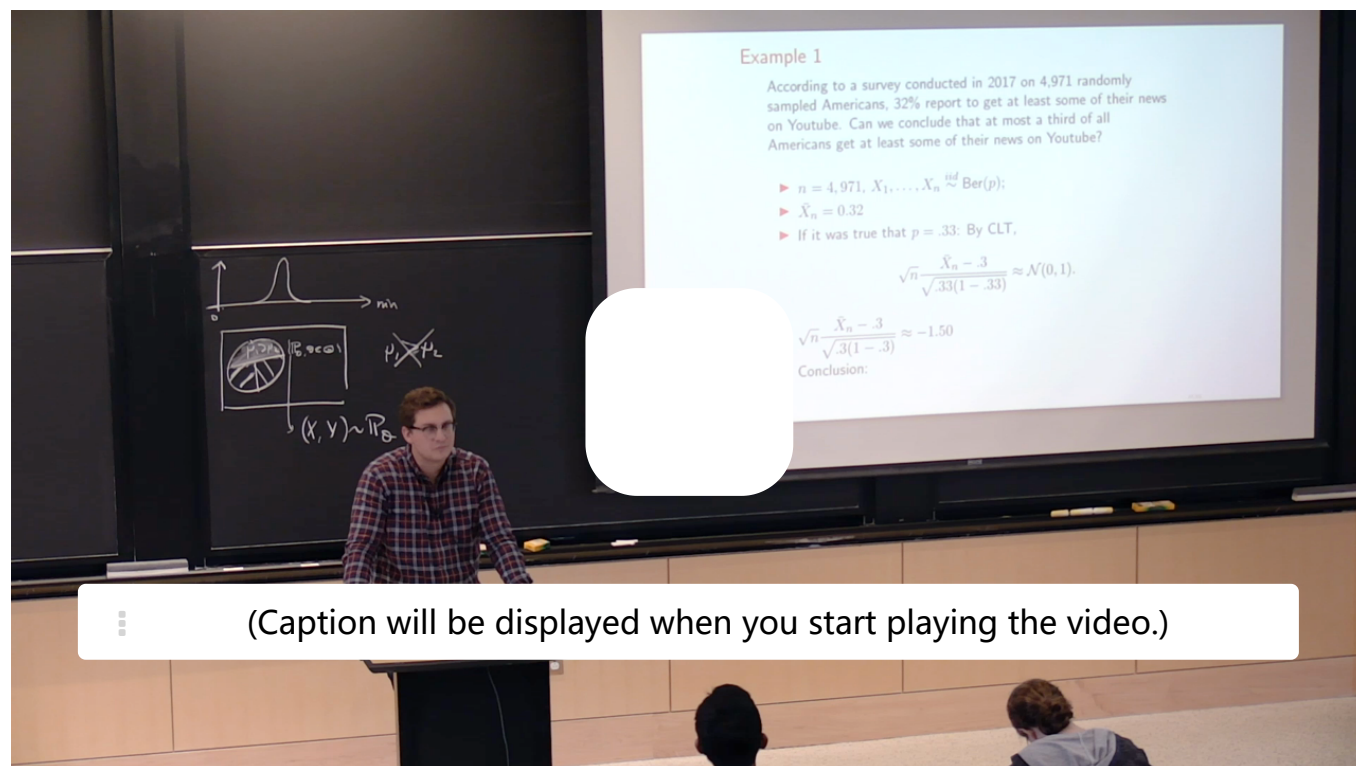 Example 1
According to a survey conducted in 2017 on 4,971 randomly
sampled Americans, 32% report to get at least some of their news
on Youtube. Can we conclude that at most a third of all
Americans get at least some of their news on Youtube?
▶ n = 4,971, X₁, . . . , Xₙ iid ∼ Ber(p);
▶ X̄ₙ = 0.32
▶ If it was true that p = .33: By CLT,
√n (X̄ₙ − .3) / √(.33(1 − .33)) ≈ N(0, 1).
√n (X̄ₙ − .3) / √(.3(1 − .3)) ≈ −1.50
Conclusion:
0
min
μ₁ μ₂
(X, Y) ~ ℙ_θ
(Caption will be displayed when you start playing the video.)